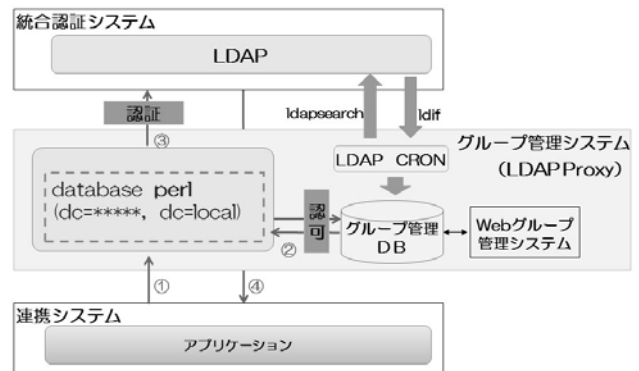 統合認証システム
LDAP
認証
③
ldapsearch
ldif
グループ管理システム
(LDAP Proxy)
LDAP CRON
database perl
(dc=*****, dc=local)
認可
②
グループ管理
DB
Webグループ
管理システム
①
④
連携システム
アプリケーション